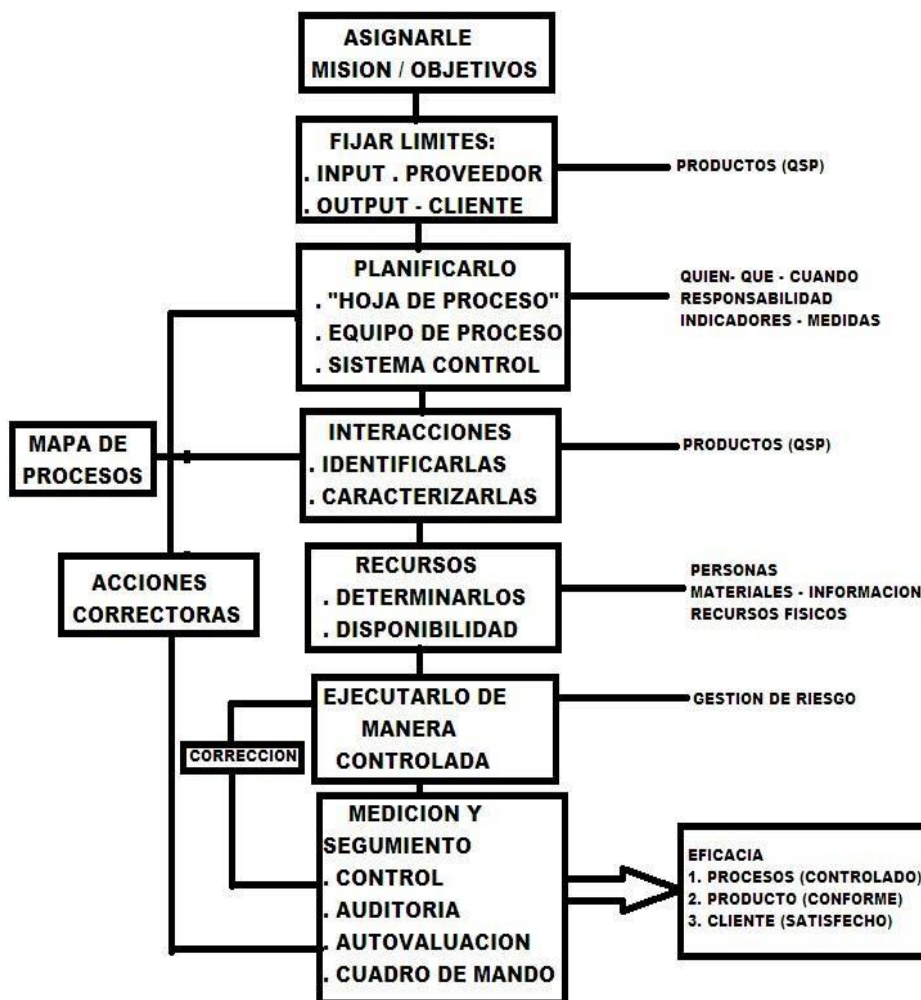 ASIGNARLE
MISION / OBJETIVOS
FIJAR LIMITES:
. INPUT . PROVEEDOR
. OUTPUT - CLIENTE
PRODUCTOS (QSP)
PLANIFICARLO
. "HOJA DE PROCESO"
. EQUIPO DE PROCESO
. SISTEMA CONTROL
QUIEN- QUE - CUANDO
RESPONSABILIDAD
INDICADORES - MEDIDAS
MAPA DE
PROCESOS
INTERACCIONES
. IDENTIFICARLAS
. CARACTERIZARLAS
PRODUCTOS (QSP)
ACCIONES
CORRECTORAS
RECURSOS
. DETERMINARLOS
. DISPONIBILIDAD
PERSONAS
MATERIALES - INFORMACION
RECURSOS FISICOS
EJECUTARLO DE
MANERA
CONTROLADA
GESTION DE RIESGO
CORRECCION
MEDICION Y
SEGUMIENTO
. CONTROL
. AUDITORIA
. AUTOVALUACION
. CUADRO DE MANDO
EFICACIA
1. PROCESOS (CONTROLADO)
2. PRODUCTO (CONFORME)
3. CLIENTE (SATISFECHO)